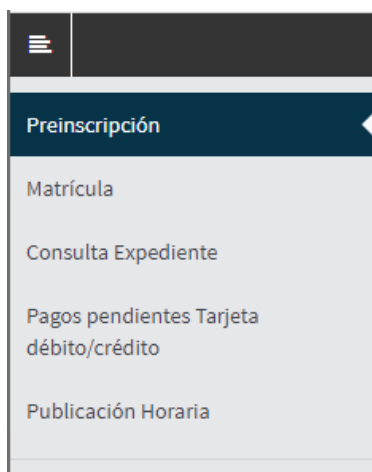 Preinscripción
Matrícula
Consulta Expediente
Pagos pendientes Tarjeta
débito/crédito
Publicación Horaria